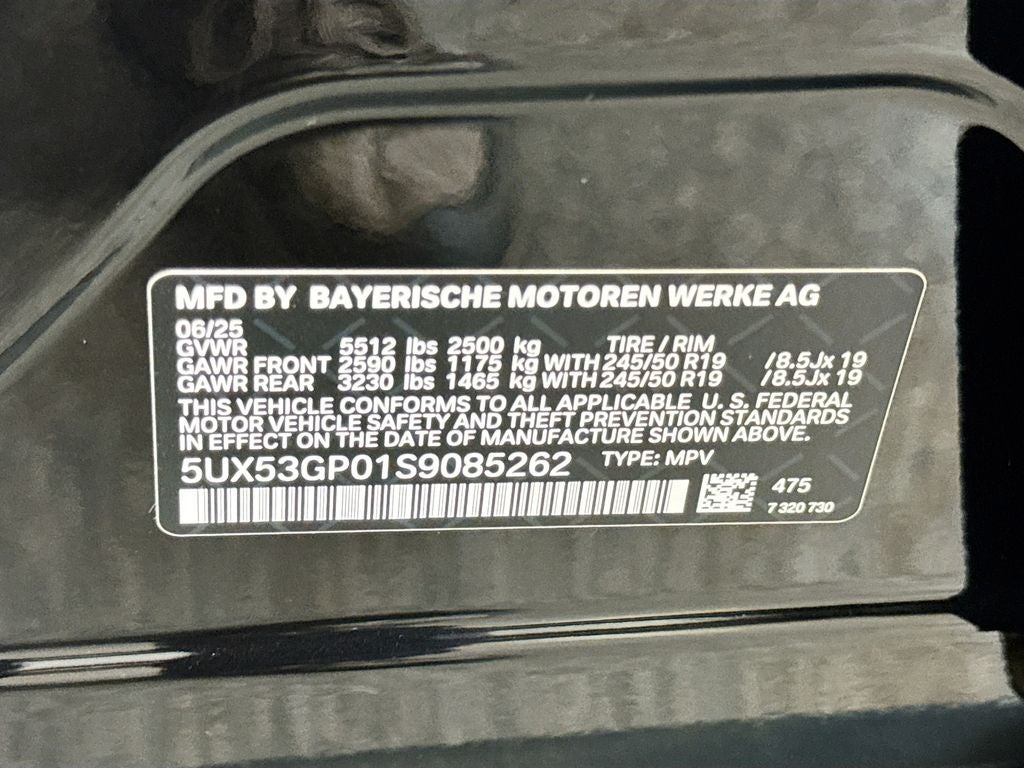 MFD BY BAYERISCHE MOTOREN WERKE AG
06/25
GVWR 5512 lbs 2500 kg TIRE / RIM
GAWR FRONT 2590 lbs 1175 kg WITH 245/50 R19 /8.5Jx 19
GAWR REAR 3230 lbs 1465 kg WITH 245/50 R19 /8.5Jx 19
THIS VEHICLE CONFORMS TO ALL APPLICABLE U. S. FEDERAL
MOTOR VEHICLE SAFETY AND THEFT PREVENTION STANDARDS
IN EFFECT ON THE DATE OF MANUFACTURE SHOWN ABOVE.
5UX53GP01S9085262 TYPE: MPV
475
7 320 730